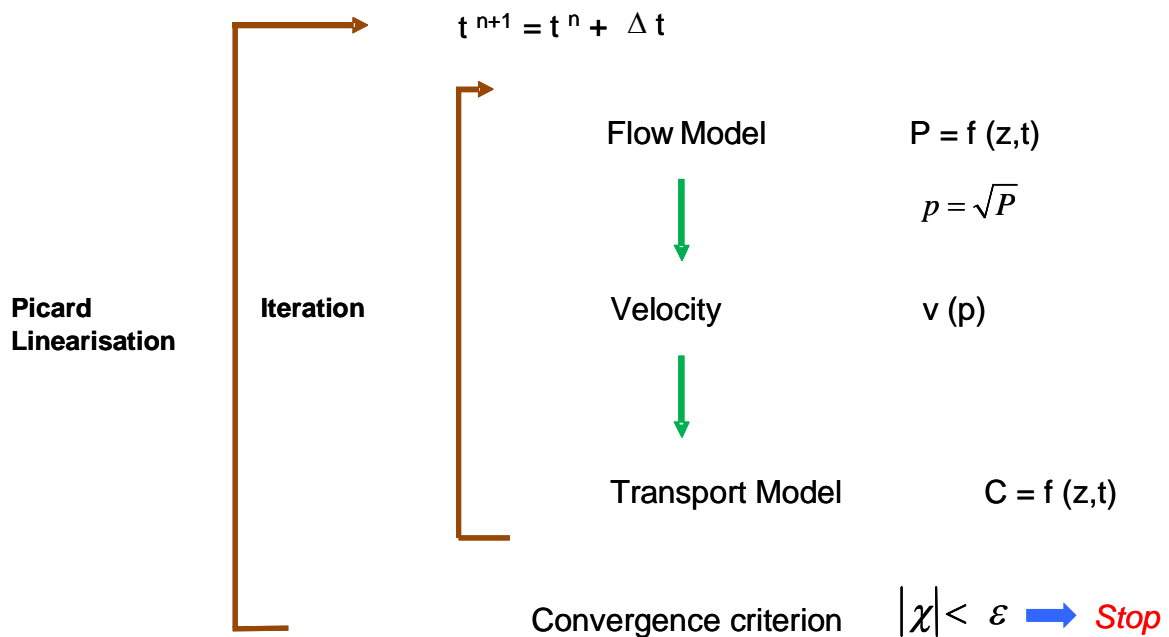 t ⁿ⁺¹ = t ⁿ + Δ t
Flow Model P = f (z,t)
p = √P
Picard
Linearisation
Iteration
Velocity v (p)
Transport Model C = f (z,t)
Convergence criterion |χ| < ε Stop